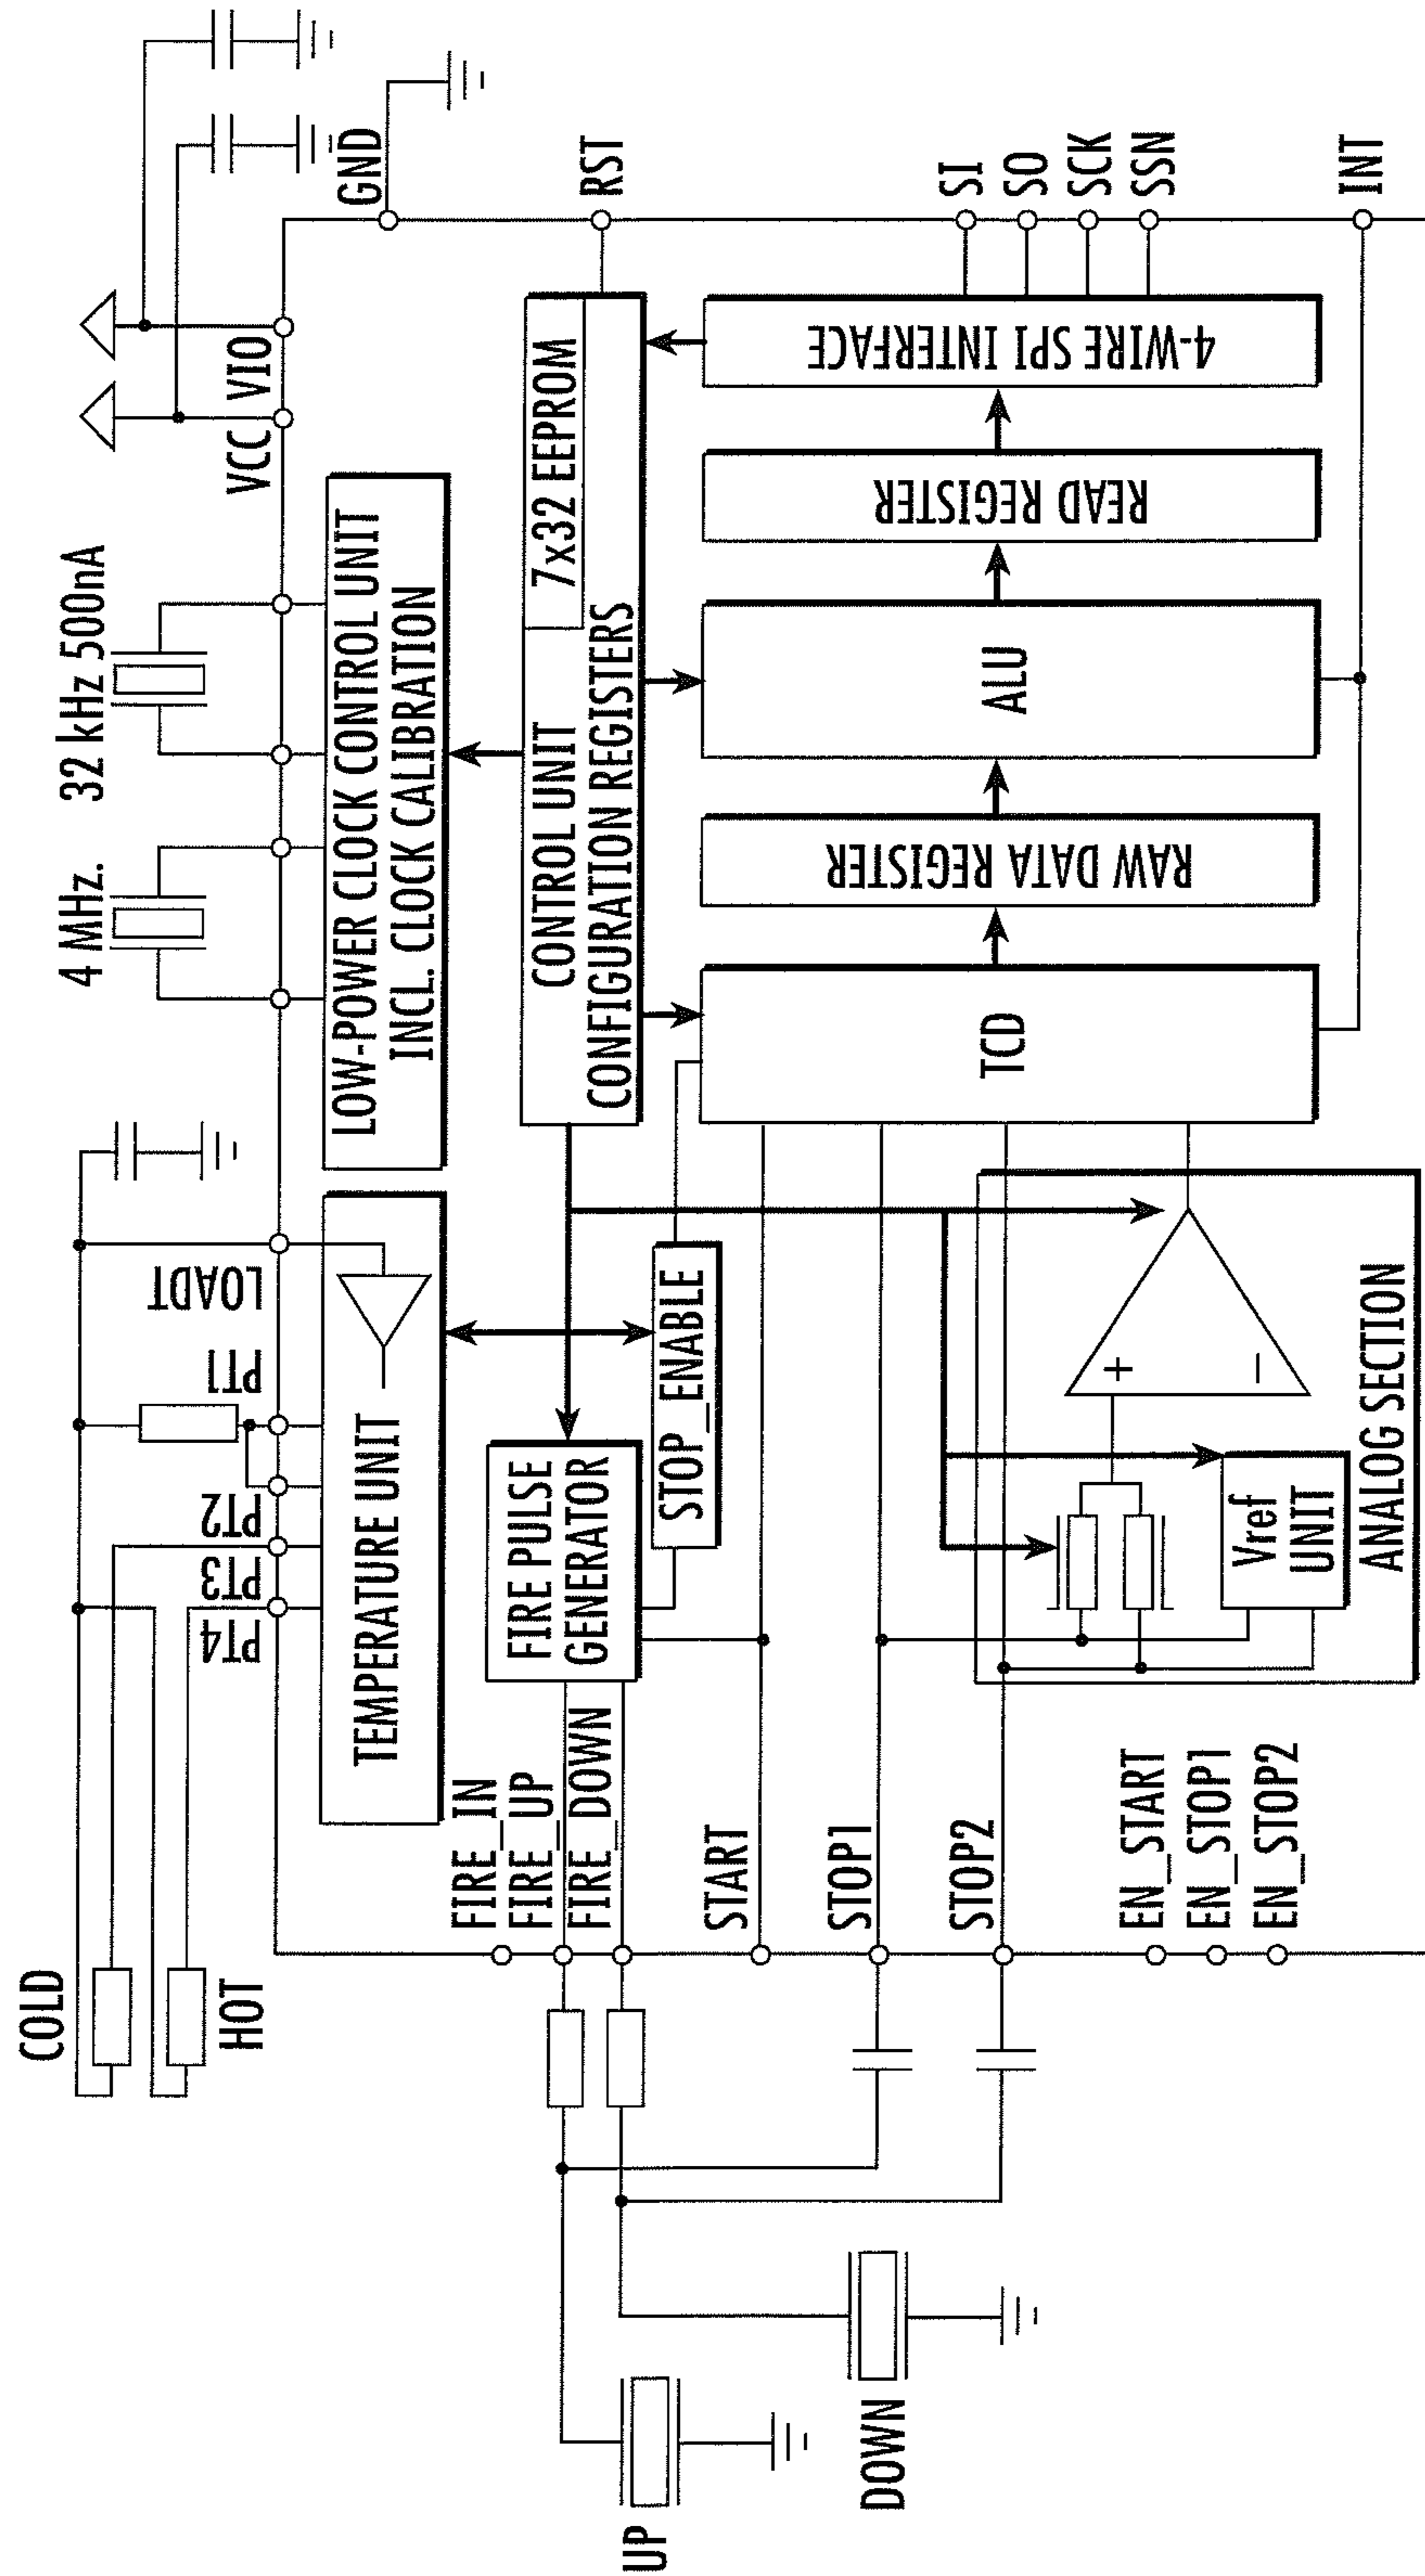 COLD
HOT
4 MHz.
32 kHz 500nA
PT4
PT3
PT2
PT1
LOADT
VCC
VIO
GND
TEMPERATURE UNIT
LOW-POWER CLOCK CONTROL UNIT
INCL. CLOCK CALIBRATION
FIRE_IN
FIRE_UP
FIRE_DOWN
FIRE PULSE
GENERATOR
CONTROL UNIT
7x32 EEPROM
CONFIGURATION REGISTERS
RST
STOP_ENABLE
START
STOP1
STOP2
UP
DOWN
TCD
RAW DATA REGISTER
ALU
READ REGISTER
4-WIRE SPI INTERFACE
SI
SO
SCK
SSN
INT
EN_START
EN_STOP1
EN_STOP2
+
−
Vref
UNIT
ANALOG SECTION